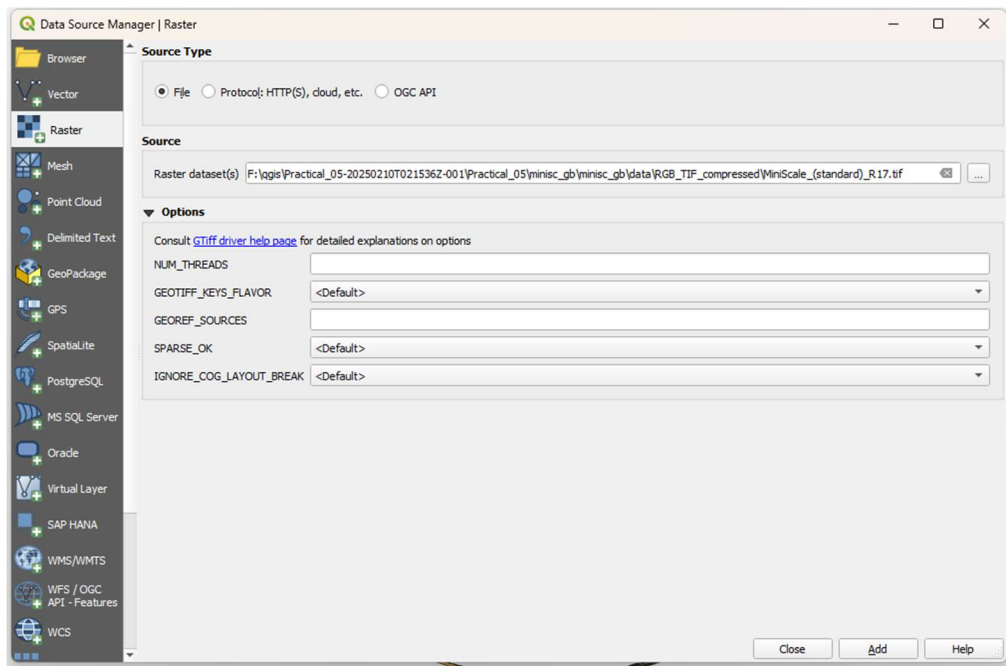 Data Source Manager | Raster
Browser
Vector
Raster
Mesh
Point Cloud
Delimited Text
GeoPackage
GPS
SpatiaLite
PostgreSQL
MS SQL Server
Oracle
Virtual Layer
SAP HANA
WMS/WMTS
WFS / OGC
API - Features
WCS
Source Type
File Protocol: HTTP(S), cloud, etc. OGC API
Source
Raster dataset(s) F:\qgis\Practical_05-20250210T021536Z-001\Practical_05\minisc_gb\minisc_gb\data\RGB_TIF_compressed\MiniScale_(standard)_R17.tif ...
Options
Consult GTiff driver help page for detailed explanations on options
NUM_THREADS
GEOTIFF_KEYS_FLAVOR <Default>
GEOREF_SOURCES
SPARSE_OK <Default>
IGNORE_COG_LAYOUT_BREAK <Default>
Close Add Help